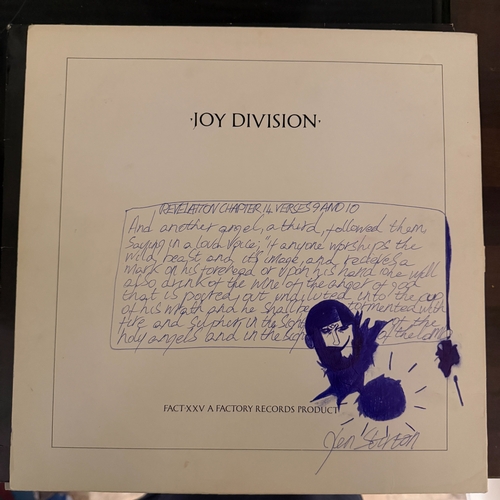 ·JOY DIVISION·
REVELATION CHAPTER 14 VERSES 9 AND 10
And another angel, a third, followed them
Saying in a loud voice; "if anyone worships the
wild beast and its image, and recieves a
mark on his forehead or upon his hand he will
also drink of the wine of the anger of god
that is poured out undiluted into the cup
of his wrath and he shall be tormented with
fire and sulphur in the sight of the
holy angels and in the sight of the lamb
FACT·XXV A FACTORY RECORDS PRODUCT